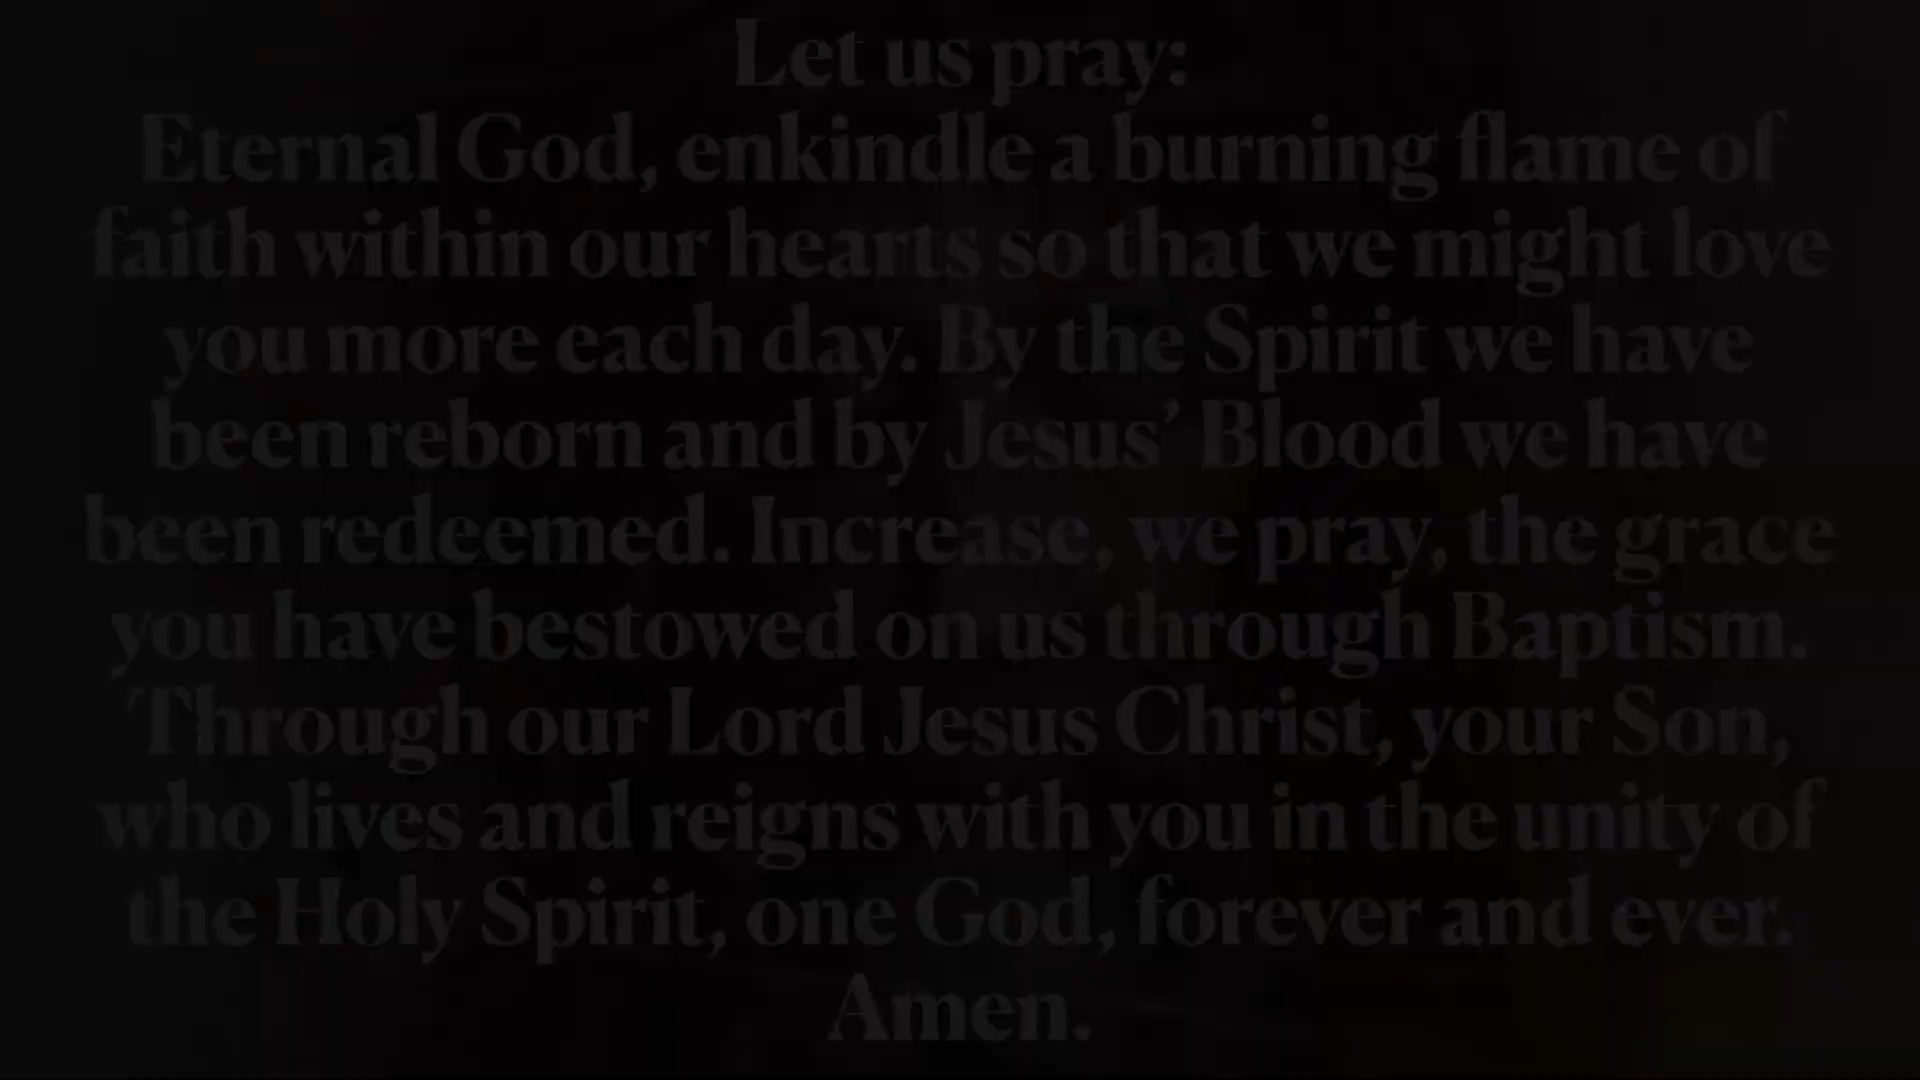 Let us pray:
Eternal God, enkindle a burning flame of
faith within our hearts so that we might love
you more each day. By the Spirit we have
been reborn and by Jesus’ Blood we have
been redeemed. Increase, we pray, the grace
you have bestowed on us through Baptism.
Through our Lord Jesus Christ, your Son,
who lives and reigns with you in the unity of
the Holy Spirit, one God, forever and ever.
Amen.